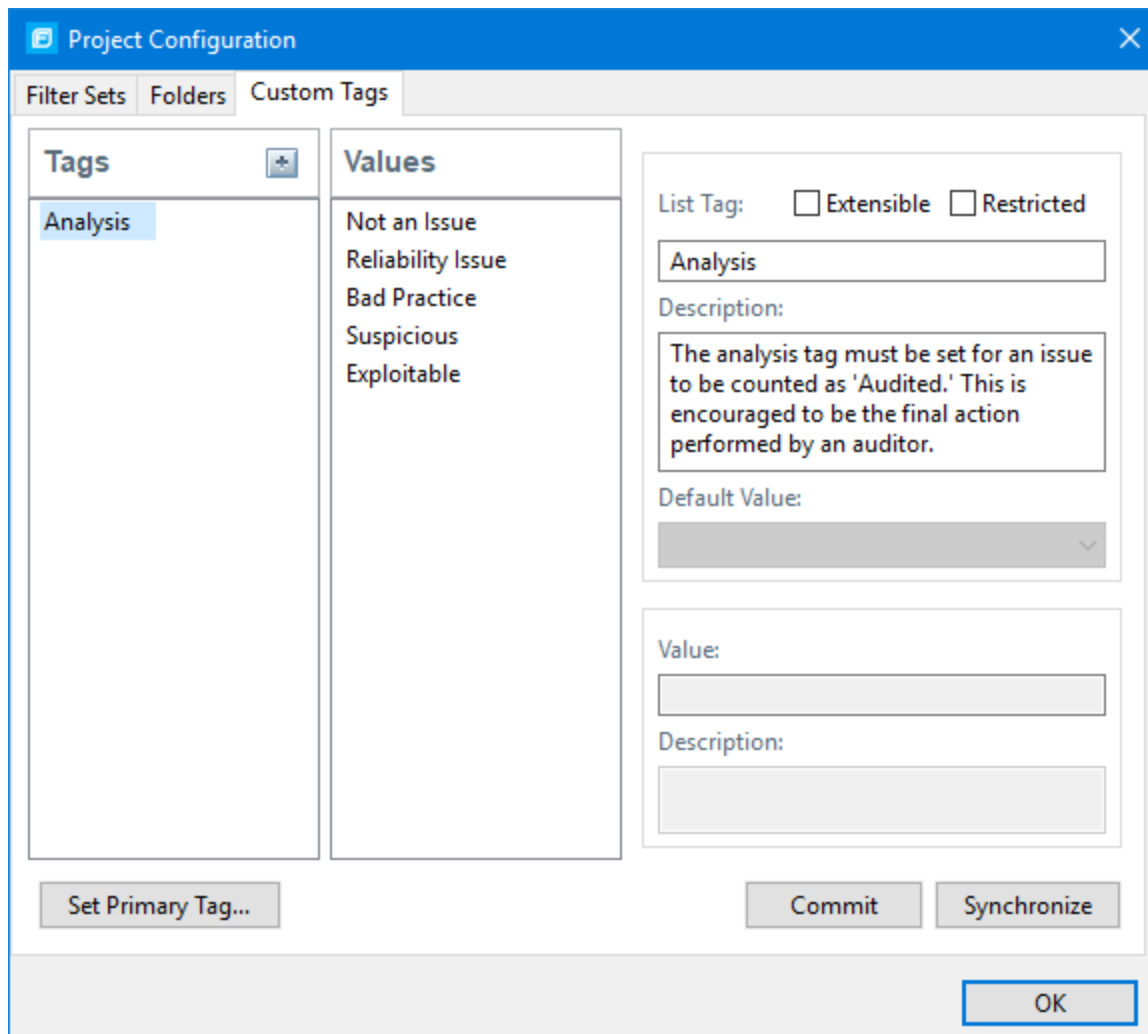 Project Configuration
Filter Sets Folders Custom Tags
Tags
Analysis
Values
Not an Issue
Reliability Issue
Bad Practice
Suspicious
Exploitable
List Tag: Extensible Restricted
Analysis
Description:
The analysis tag must be set for an issue
to be counted as 'Audited.' This is
encouraged to be the final action
performed by an auditor.
Default Value:
Value:
Description:
Set Primary Tag...
Commit
Synchronize
OK